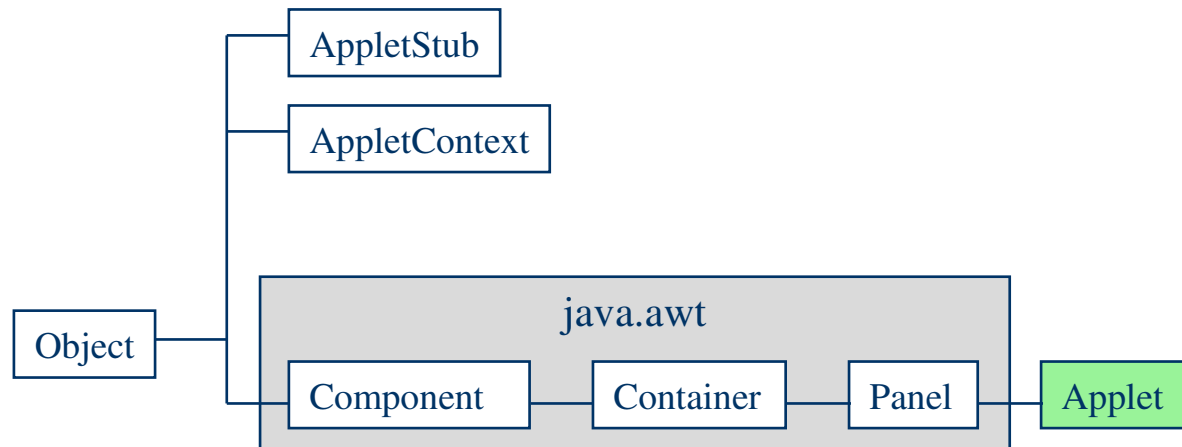 AppletStub
AppletContext
java.awt
Object
Component
Container
Panel
Applet